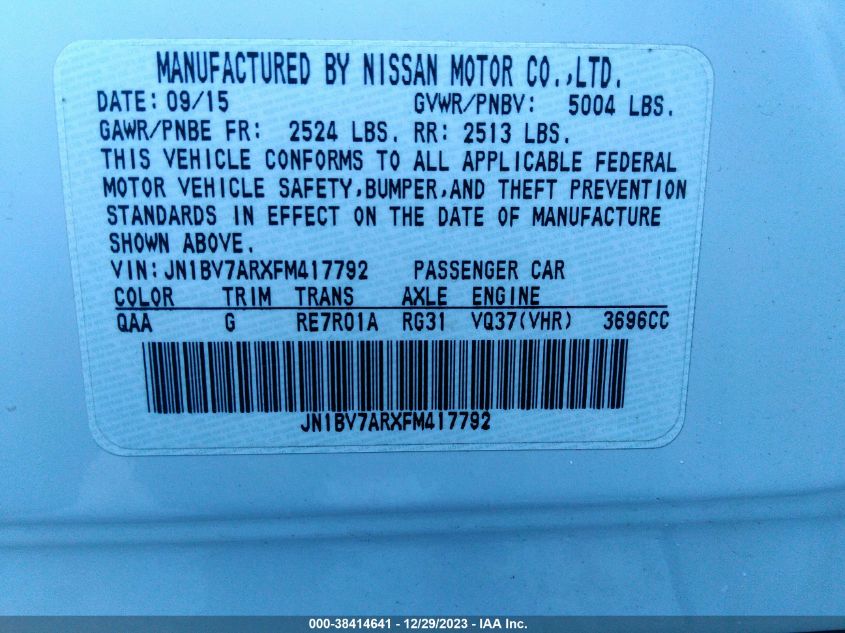 MANUFACTURED BY NISSAN MOTOR CO.,LTD.
DATE: 09/15 GVWR/PNBV: 5004 LBS.
GAWR/PNBE FR: 2524 LBS. RR: 2513 LBS.
THIS VEHICLE CONFORMS TO ALL APPLICABLE FEDERAL
MOTOR VEHICLE SAFETY,BUMPER,AND THEFT PREVENTION
STANDARDS IN EFFECT ON THE DATE OF MANUFACTURE
SHOWN ABOVE.
VIN:JN1BV7ARXFM417792 PASSENGER CAR
COLOR TRIM TRANS AXLE ENGINE
QAA G RE7R01A RG31 VQ37(VHR) 3696CC
JN1BV7ARXFM417792
000-38414641 - 12/29/2023 - IAA Inc.